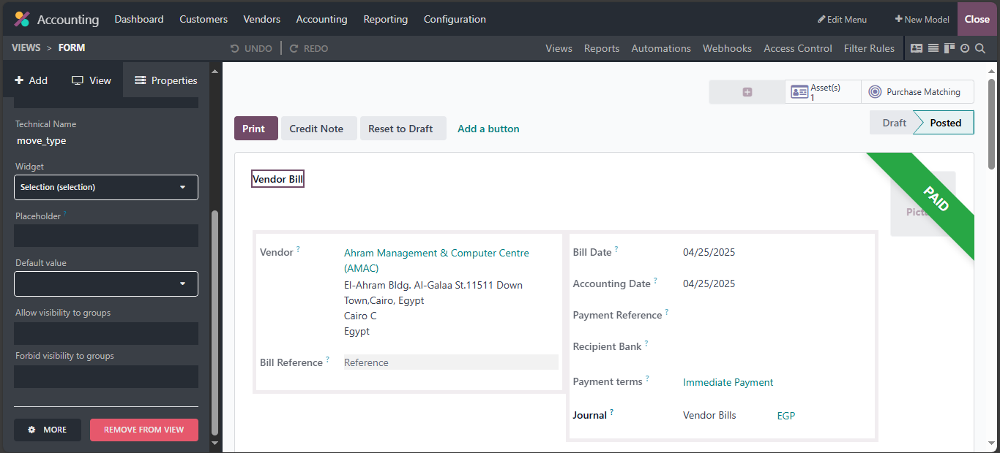 Accounting Dashboard Customers Vendors Accounting Reporting Configuration Edit Menu New Model Close
VIEWS > FORM UNDO REDO Views Reports Automations Webhooks Access Control Filter Rules
Add View Properties
Technical Name
move_type
Widget
Selection (selection)
Placeholder ?
Default value
Allow visibility to groups
Forbid visibility to groups
MORE REMOVE FROM VIEW
Asset(s)
1
Purchase Matching
Print Credit Note Reset to Draft Add a button
Draft Posted
Vendor Bill
PAID
Vendor ?
Ahram Management & Computer Centre
(AMAC)
El-Ahram Bldg. Al-Galaa St.11511 Down
Town,Cairo, Egypt
Cairo C
Egypt
Bill Reference ? Reference
Bill Date ? 04/25/2025
Accounting Date ? 04/25/2025
Payment Reference ?
Recipient Bank ?
Payment terms ? Immediate Payment
Journal ? Vendor Bills EGP